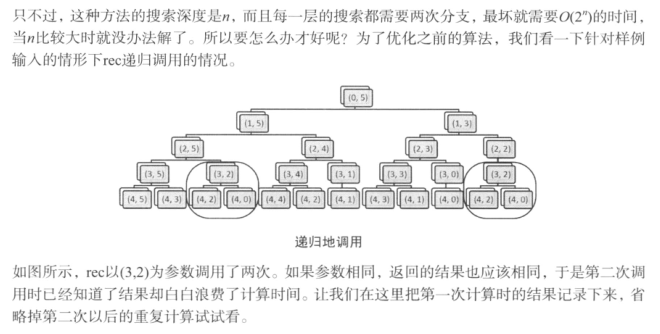 只不过，这种方法的搜索深度是n，而且每一层的搜索都需要两次分支，最坏就需要O(2ⁿ)的时间，
当n比较大时就没办法解了。所以要怎么办才好呢？为了优化之前的算法，我们看一下针对样例
输入的情形下rec递归调用的情况。
(0, 5)
(1, 5) (1, 3)
(2, 5) (2, 4) (2, 3) (2, 2)
(3, 5) (3, 2) (3, 4) (3, 1) (3, 3) (3, 0) (3, 2)
(4, 5) (4, 3) (4, 2) (4, 0) (4, 4) (4, 2) (4, 1) (4, 3) (4, 1) (4, 0) (4, 2) (4, 0)
递归地调用
如图所示，rec以(3,2)为参数调用了两次。如果参数相同，返回的结果也应该相同，于是第二次调
用时已经知道了结果却白白浪费了计算时间。让我们在这里把第一次计算时的结果记录下来，省
略掉第二次以后的重复计算试试看。